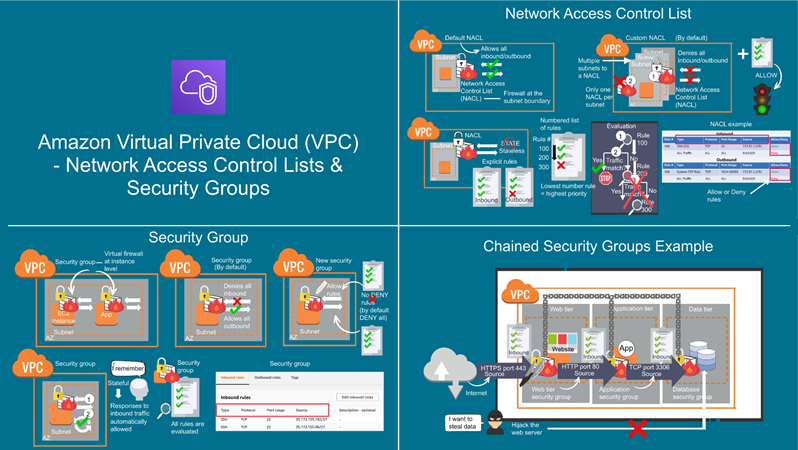 Amazon Virtual Private Cloud (VPC)
- Network Access Control Lists &
Security Groups
Network Access Control List
VPC
Default NACL
Allows all
inbound/outbound
Subnet
Network Access
Control List
(NACL)
Firewall at the
subnet boundary
VPC
Custom NACL
(By default)
Multiple
subnets to
a NACL
Subnet
Subnet
Denies all
inbound/outbound
2
1
Only one
NACL per
subnet
Network Access
Control List
(NACL)
+
ALLOW
VPC
NACL
Subnet
STATE
Stateless
Explicit rules
Inbound
Outbound
Numbered list
of rules
Rule #
100
200
300
Lowest number rule
= highest priority
Evaluation
1
Rule
100
Yes
Traffic
match?
No
STOP
2
Rule
200
Traffic
match?
Yes
No
Rule
300
NACL example
Inbound
Outbound
Allow or Deny
rules
Security Group
VPC
Security group
Virtual firewall
at instance
level
EC2
Instance
App
Subnet
AZ
VPC
Security group
(By default)
Denies all
inbound
Allows all
outbound
Subnet
AZ
VPC
New security
group
Allow
rules
No DENY
rules
(by default
DENY all)
Subnet
AZ
VPC
Security group
1
2
Subnet
AZ
I remember
Stateful
Responses to
inbound traffic
automatically
allowed
Security
group
All rules are
evaluated
Security group
Inbound rules
Outbound rules
Tags
Inbound rules
Edit inbound rules
Type
Protocol
Port range
Source
Description - optional
SSH
TCP
22
SSH
TCP
22
Chained Security Groups Example
VPC
Web tier
Application tier
Data tier
Inbound
Website
Inbound
App
Inbound
HTTPS port 443
Source
HTTP port 80
Source
TCP port 3306
Source
Internet
Web tier
security group
Application
security group
Database
security group
I want to
steal data
Hijack the
web server